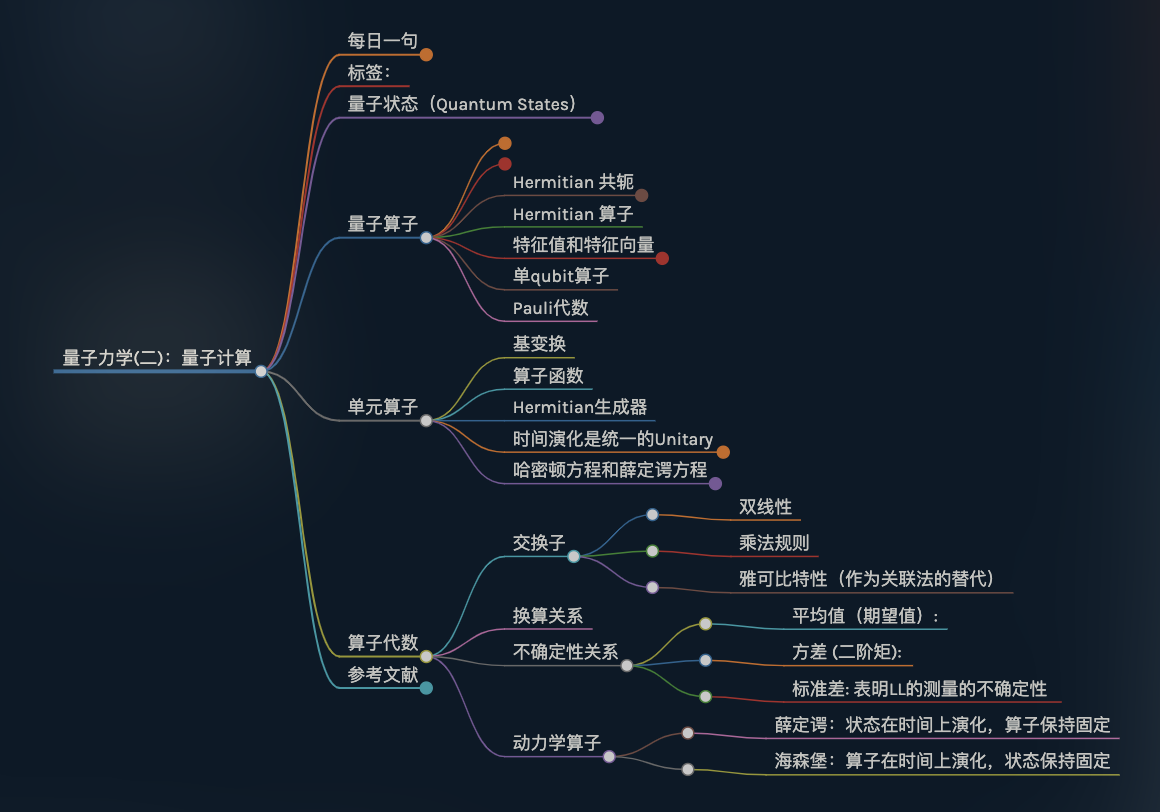 每日一句
标签：
量子状态（Quantum States）
Hermitian 共轭
量子算子
Hermitian 算子
特征值和特征向量
单qubit算子
Pauli代数
量子力学(二)：量子计算
基变换
算子函数
单元算子
Hermitian生成器
时间演化是统一的Unitary
哈密顿方程和薛定谔方程
双线性
交换子
乘法规则
雅可比特性（作为关联法的替代）
换算关系
平均值（期望值）:
算子代数
不确定性关系
方差 (二阶矩):
参考文献
标准差: 表明LL的测量的不确定性
薛定谔：状态在时间上演化，算子保持固定
动力学算子
海森堡：算子在时间上演化，状态保持固定